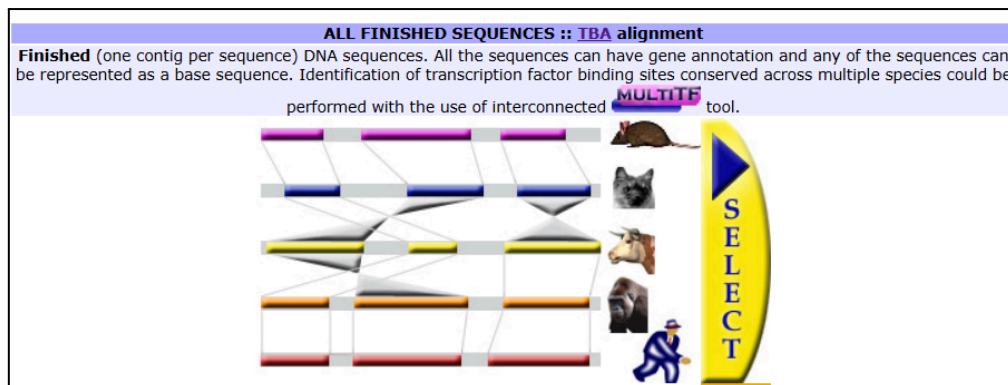 ALL FINISHED SEQUENCES :: TBA alignment
Finished (one contig per sequence) DNA sequences. All the sequences can have gene annotation and any of the sequences can
be represented as a base sequence. Identification of transcription factor binding sites conserved across multiple species could be
performed with the use of interconnected MULTITF tool.
SELECT